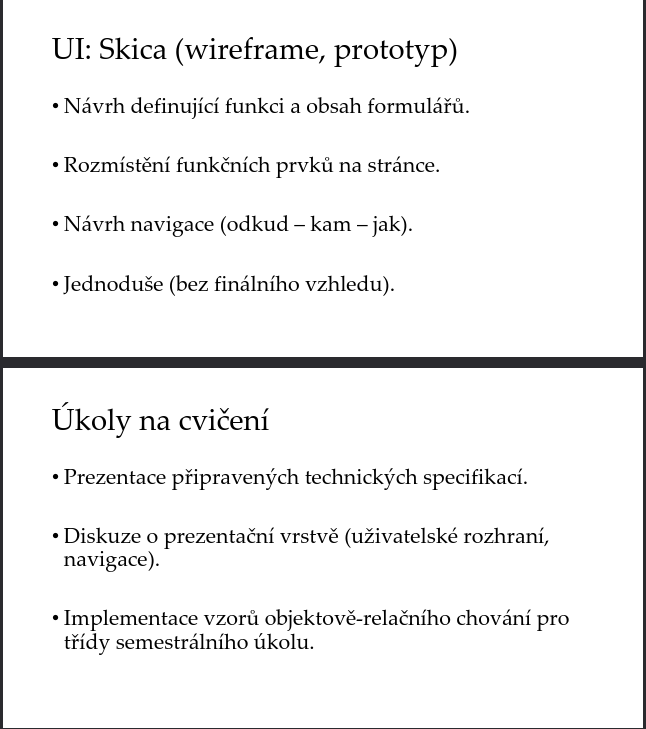 UI: Skica (wireframe, prototyp)
• Návrh definující funkci a obsah formulářů.
• Rozmístění funkčních prvků na stránce.
• Návrh navigace (odkud – kam – jak).
• Jednoduše (bez finálního vzhledu).
Úkoly na cvičení
• Prezentace připravených technických specifikací.
• Diskuze o prezentační vrstvě (uživatelské rozhraní,
navigace).
• Implementace vzorů objektově-relačního chování pro
třídy semestrálního úkolu.